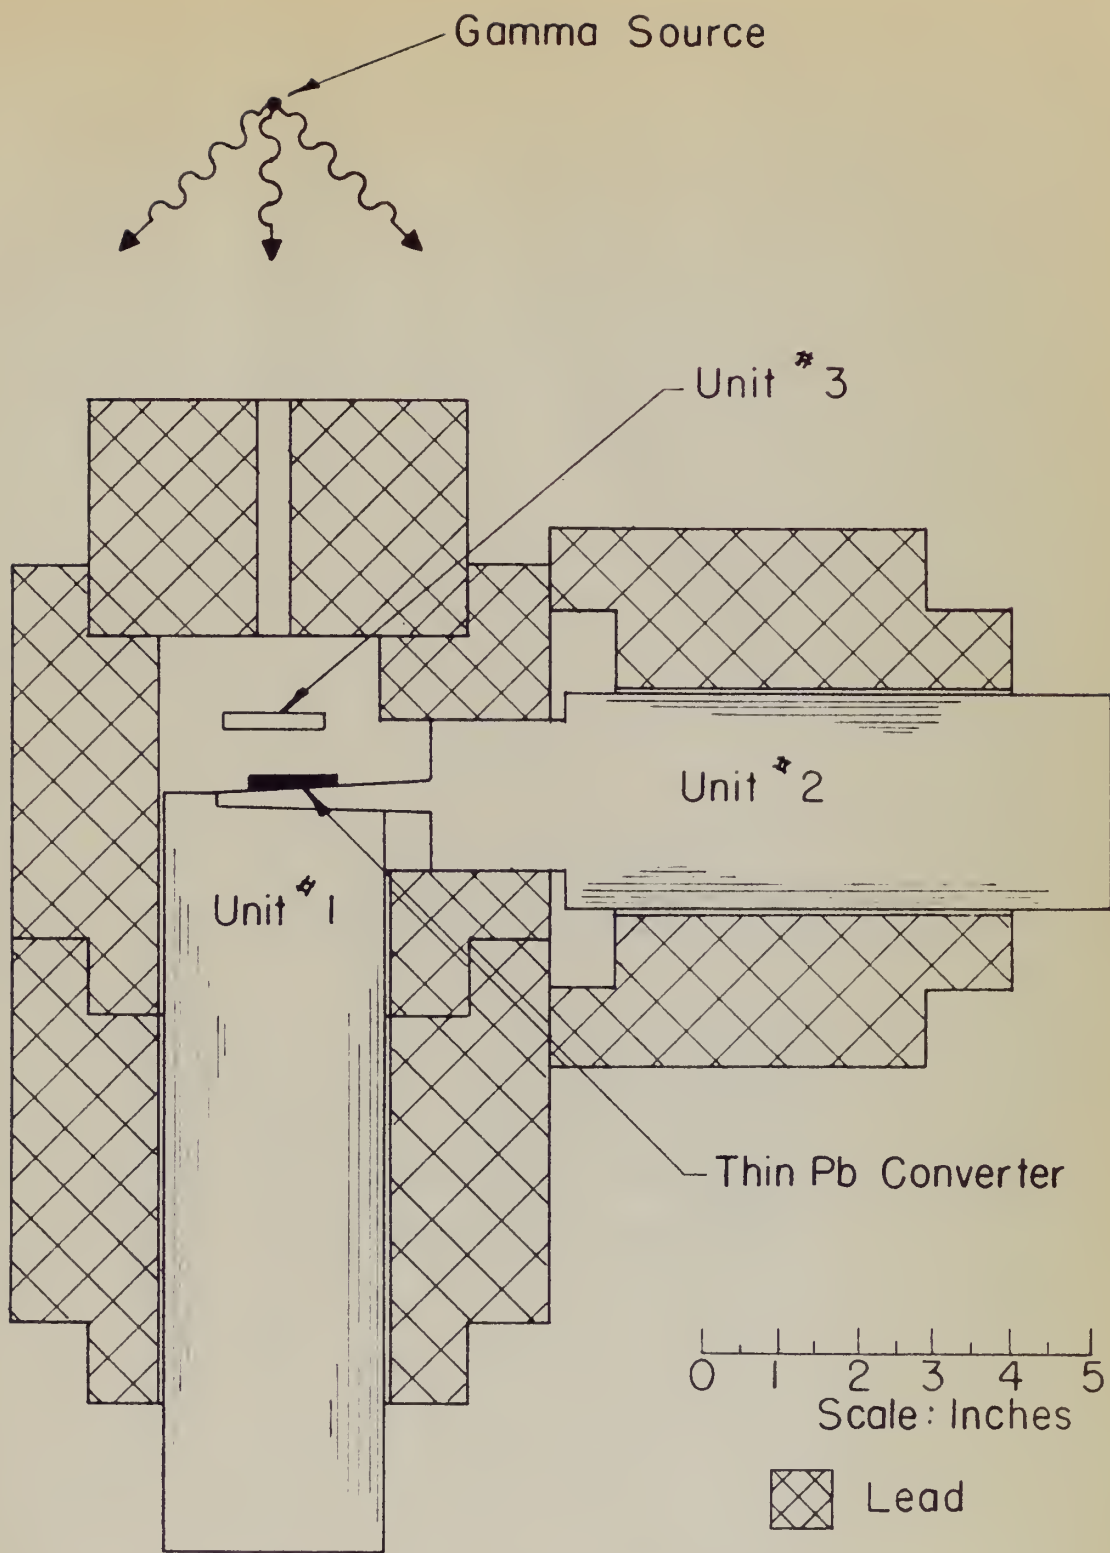 Gamma Source
Unit #3
Unit #2
Unit #1
Thin Pb Converter
0 1 2 3 4 5
Scale: Inches
Lead